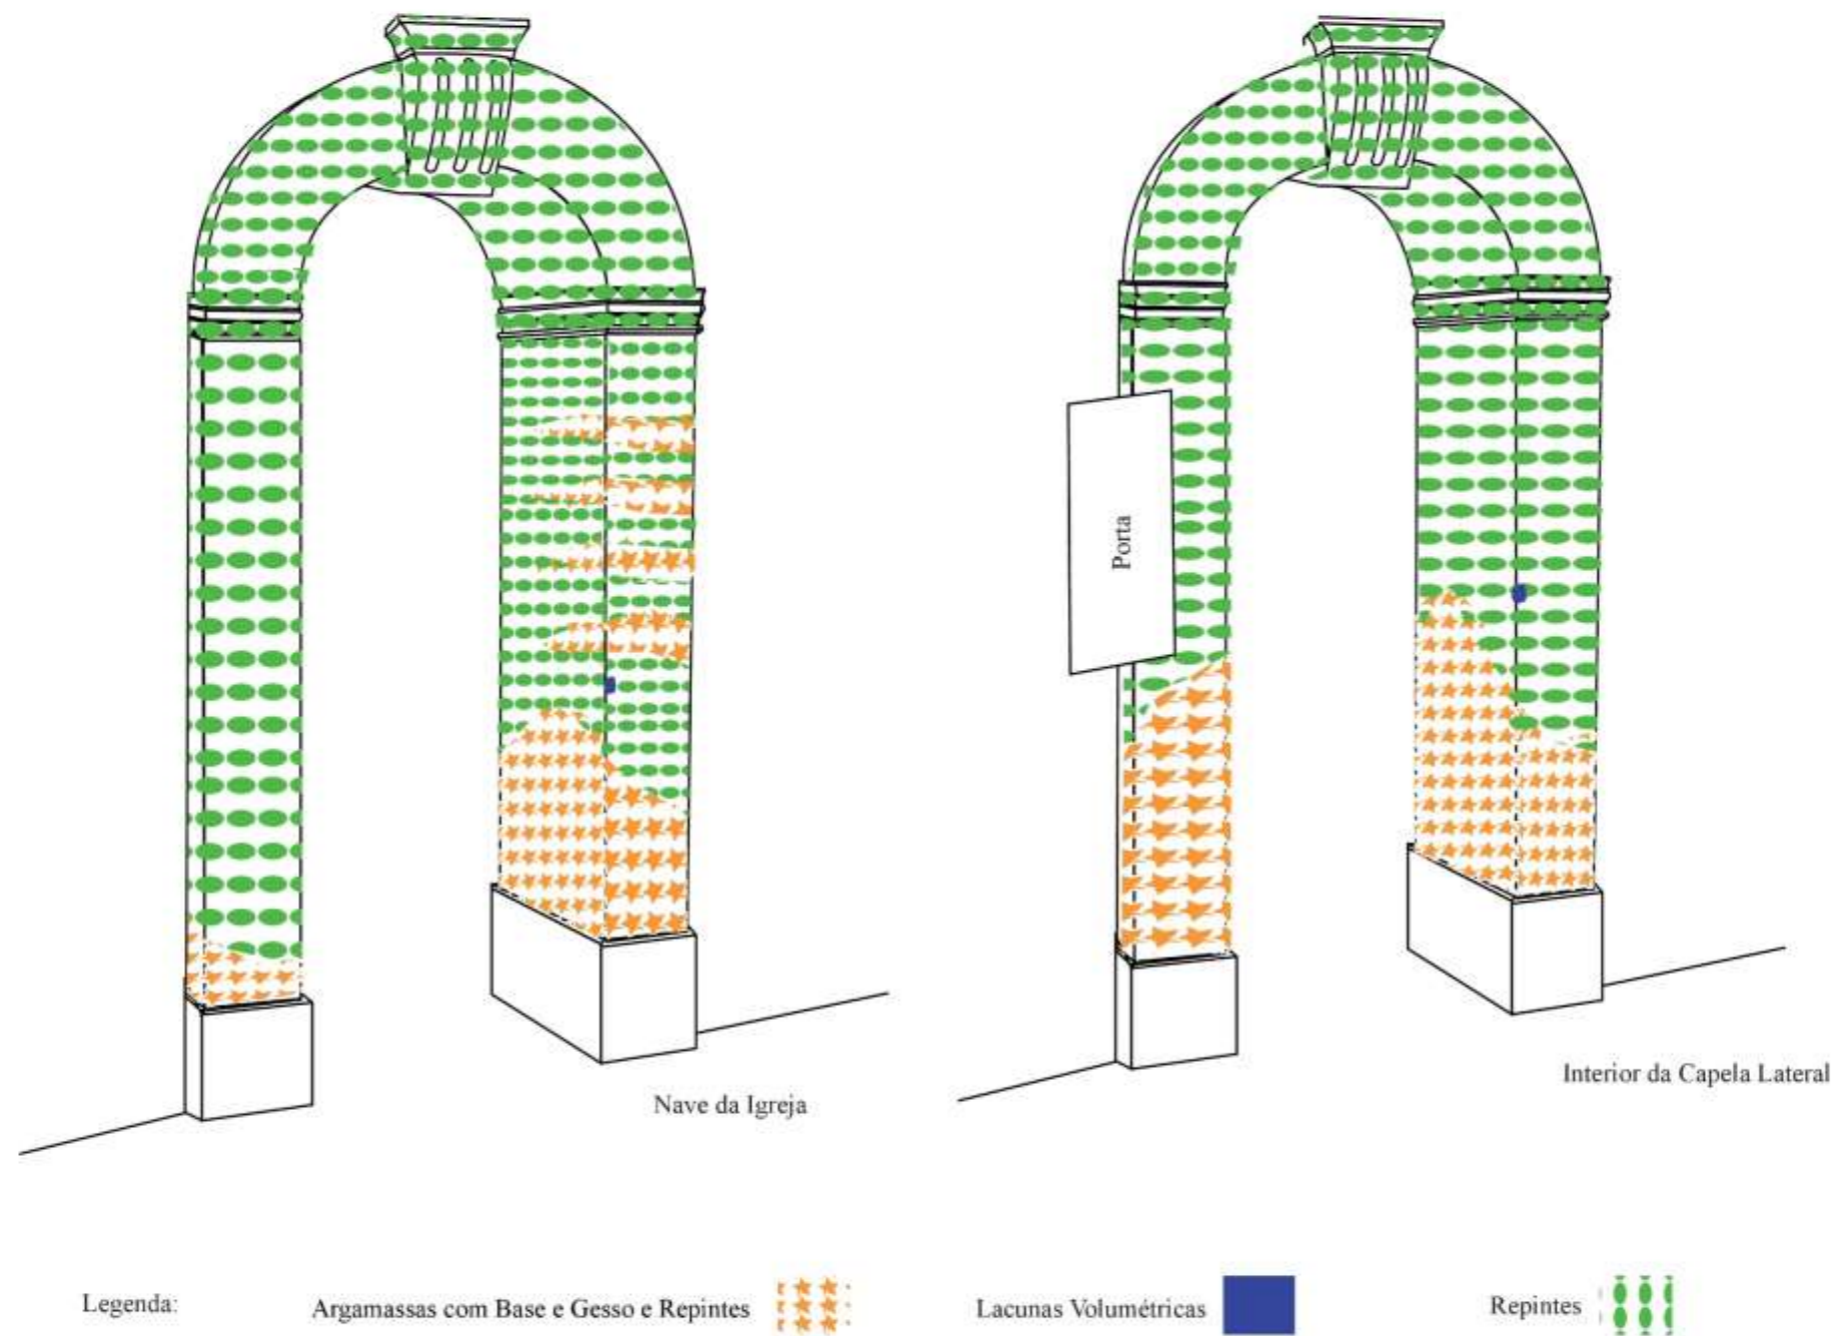 Porta
Nave da Igreja
Interior da Capela Lateral
Legenda:
Argamassas com Base e Gesso e Repintes
Lacunas Volumétricas
Repintes